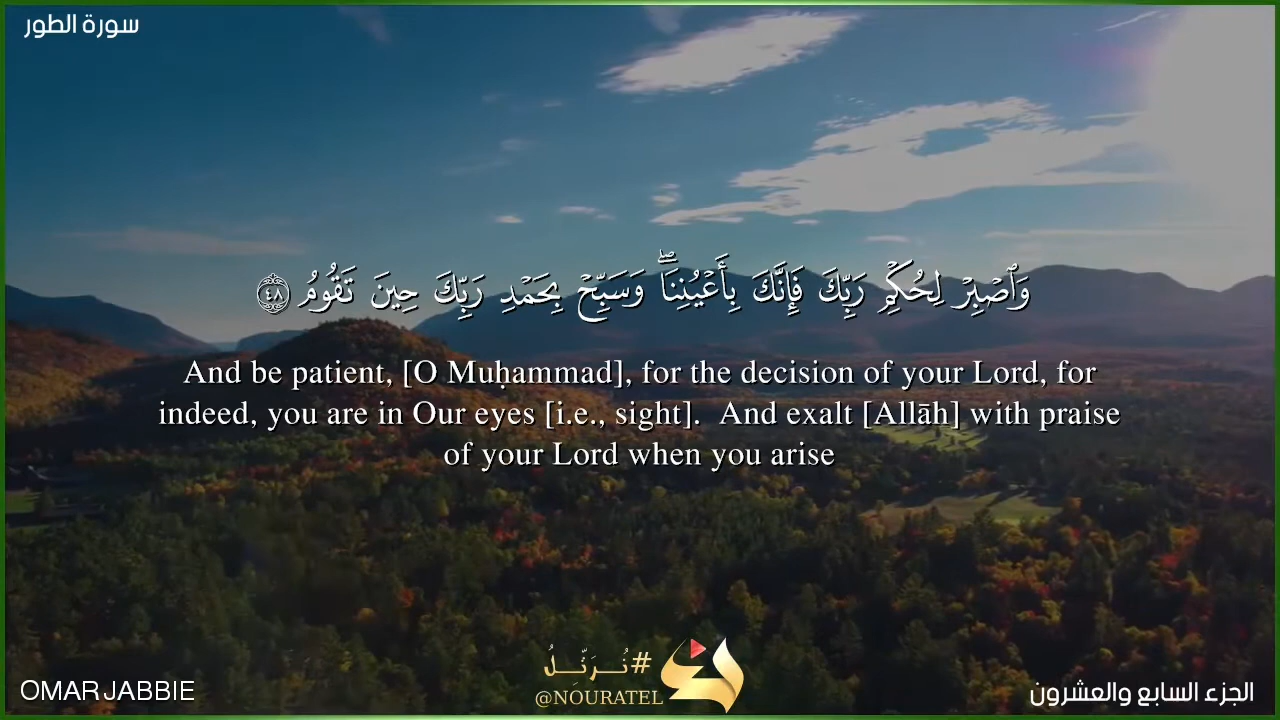 سورة الطور
وَٱصْبِرْ لِحُكْمِ رَبِّكَ فَإِنَّكَ بِأَعْيُنِنَا ۖ وَسَبِّحْ بِحَمْدِ رَبِّكَ حِينَ تَقُومُ ٤٨
And be patient, [O Muḥammad], for the decision of your Lord, for
indeed, you are in Our eyes [i.e., sight]. And exalt [Allāh] with praise
of your Lord when you arise
#نُرَتِّلُ
@NOURATEL
OMAR JABBIE
الجزء السابع والعشرون